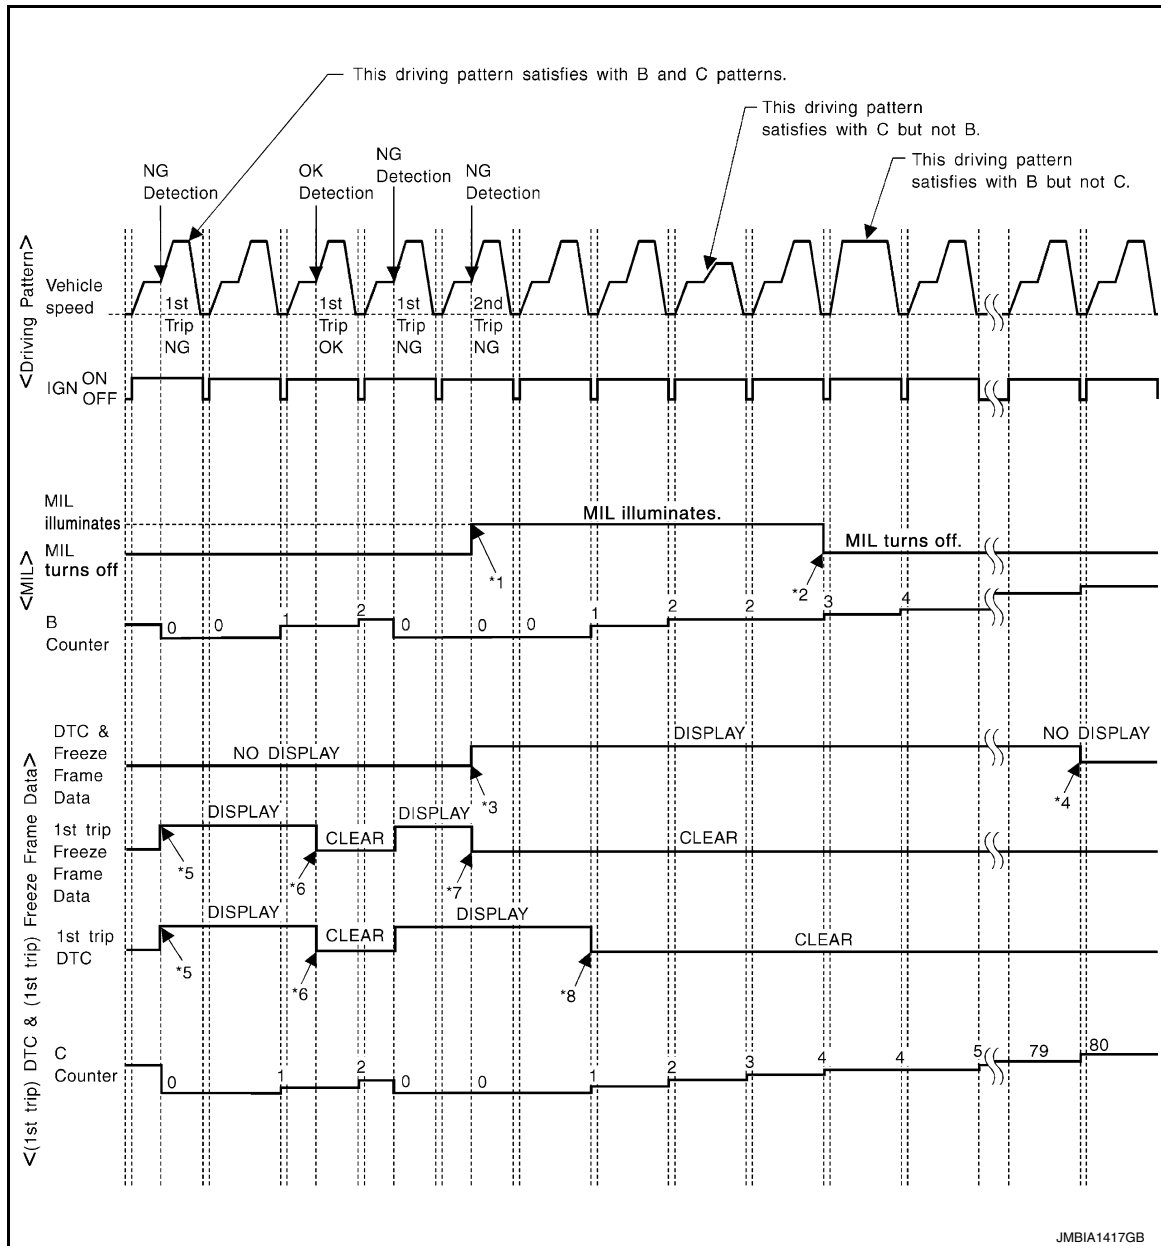 This driving pattern satisfies with B and C patterns.
This driving pattern
satisfies with C but not B.
This driving pattern
satisfies with B but not C.
NG
Detection
OK
Detection
NG
Detection
NG
Detection
<Driving Pattern>
Vehicle
speed
1st
Trip
NG
1st
Trip
OK
1st
Trip
NG
2nd
Trip
NG
IGN ON
OFF
<MIL>
MIL
illuminates
MIL illuminates.
MIL
turns off
MIL turns off.
*1
*2
B
Counter
0 0 1 2 0 0 0 1 2 2 3 4
<(1st trip) DTC & (1st trip) Freeze Frame Data>
DTC &
Freeze
Frame
Data
NO DISPLAY
DISPLAY
NO DISPLAY
*3
*4
1st trip
Freeze
Frame
Data
DISPLAY
CLEAR
DISPLAY
CLEAR
*5
*6
*7
1st trip
DTC
DISPLAY
CLEAR
DISPLAY
CLEAR
*5
*6
*8
C
Counter
0 1 2 0 0 1 2 3 4 4 5 79 80
JMBIA1417GB